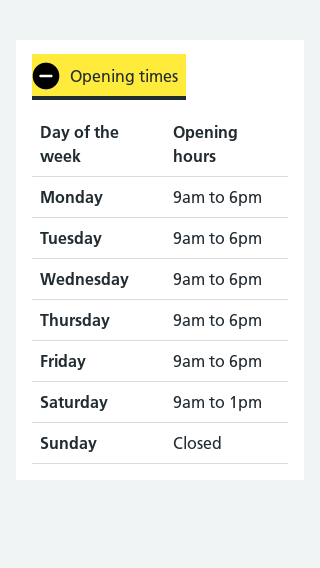 Opening times
Day of the week Opening hours
Monday 9am to 6pm
Tuesday 9am to 6pm
Wednesday 9am to 6pm
Thursday 9am to 6pm
Friday 9am to 6pm
Saturday 9am to 1pm
Sunday Closed